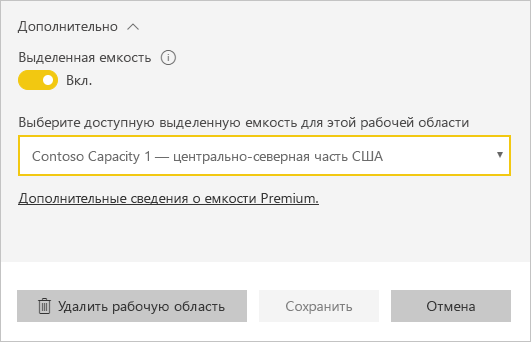 Дополнительно
Выделенная емкость
Вкл.
Выберите доступную выделенную емкость для этой рабочей области
Contoso Capacity 1 — центрально-северная часть США
Дополнительные сведения о емкости Premium.
Удалить рабочую область Сохранить Отмена